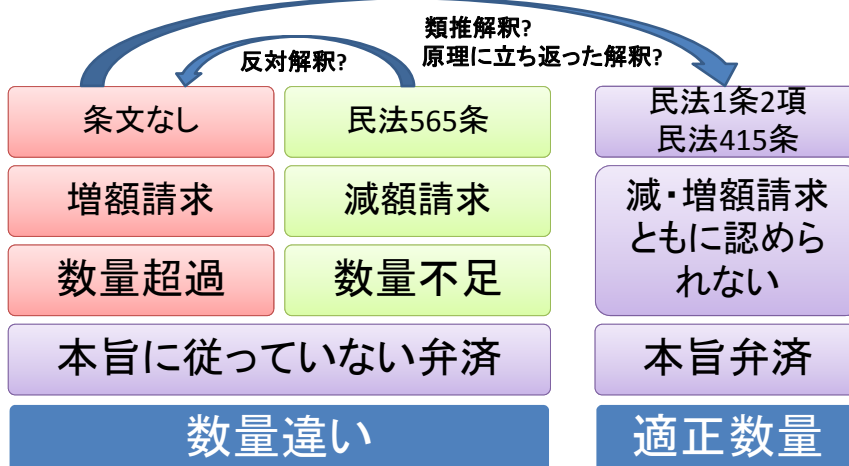 類推解釈?
原理に立ち返った解釈?
反対解釈?
条文なし
民法565条
民法1条2項
民法415条
増額請求
減額請求
減・増額請求
ともに認めら
れない
数量超過
数量不足
本旨に従っていない弁済
本旨弁済
数量違い
適正数量